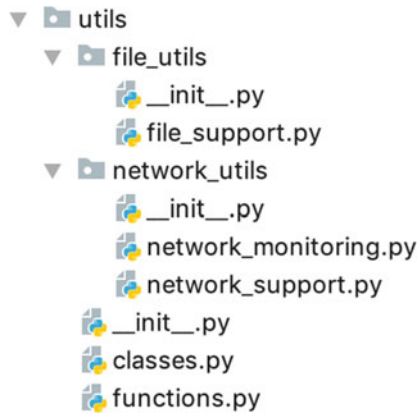 utils
file_utils
__init__.py
file_support.py
network_utils
__init__.py
network_monitoring.py
network_support.py
__init__.py
classes.py
functions.py